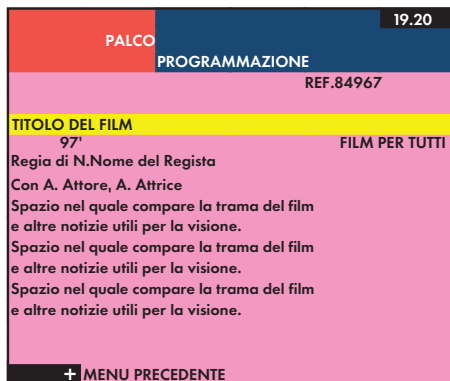 19.20
PALCO
PROGRAMMAZIONE
REF.84967
TITOLO DEL FILM
97' FILM PER TUTTI
Regia di N.Nome del Regista
Con A. Attore, A. Attrice
Spazio nel quale compare la trama del film
e altre notizie utili per la visione.
Spazio nel quale compare la trama del film
e altre notizie utili per la visione.
Spazio nel quale compare la trama del film
e altre notizie utili per la visione.
+ MENU PRECEDENTE